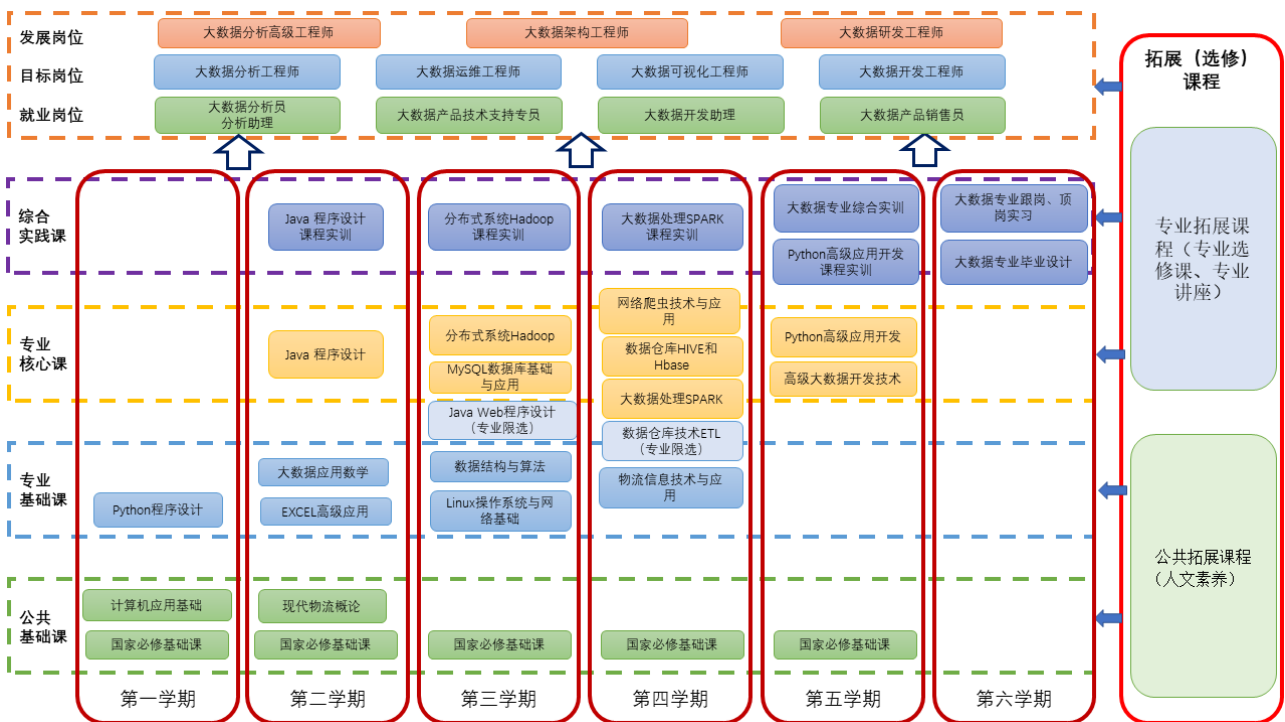 发展岗位
大数据分析高级工程师
大数据架构工程师
大数据研发工程师
目标岗位
大数据分析工程师
大数据运维工程师
大数据可视化工程师
大数据开发工程师
就业岗位
大数据分析员
分析助理
大数据产品技术支持专员
大数据开发助理
大数据产品销售员
综合
实践课
Java 程序设计
课程实训
分布式系统Hadoop
课程实训
大数据处理SPARK
课程实训
大数据专业综合实训
Python高级应用开发
课程实训
大数据专业跟岗、顶
岗实习
大数据专业毕业设计
专业
核心课
Java 程序设计
分布式系统Hadoop
MySQL数据库基础
与应用
Java Web程序设计
（专业限选）
网络爬虫技术与应
用
数据仓库HIVE和
Hbase
大数据处理SPARK
数据仓库技术ETL
（专业限选）
Python高级应用开发
高级大数据开发技术
专业
基础课
Python程序设计
大数据应用数学
EXCEL高级应用
数据结构与算法
Linux操作系统与网
络基础
物流信息技术与应
用
公共
基础课
计算机应用基础
国家必修基础课
现代物流概论
国家必修基础课
国家必修基础课
国家必修基础课
国家必修基础课
第一学期
第二学期
第三学期
第四学期
第五学期
第六学期
拓展（选修）
课程
专业拓展课
程（专业选
修课、专业
讲座）
公共拓展课程
（人文素养）